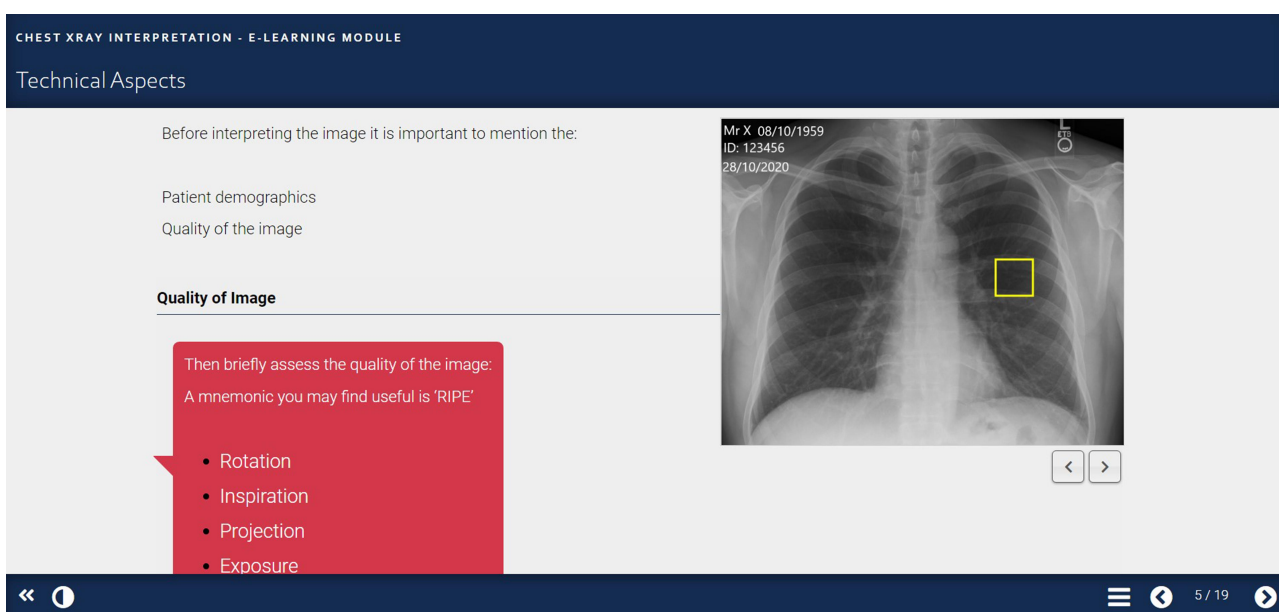 CHEST XRAY INTERPRETATION - E-LEARNING MODULE
Technical Aspects
Before interpreting the image it is important to mention the:
Patient demographics
Quality of the image
Quality of Image
Then briefly assess the quality of the image:
A mnemonic you may find useful is ‘RIPE’
• Rotation
• Inspiration
• Projection
• Exposure
Mr X 08/10/1959
ID: 123456
28/10/2020
L
ETD
5 / 19